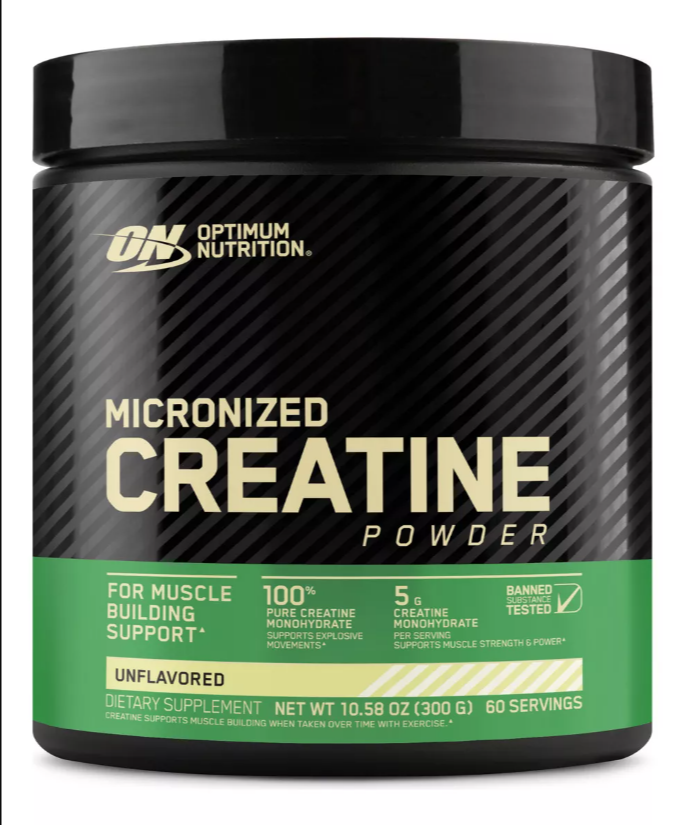 ON OPTIMUM
NUTRITION®
MICRONIZED
CREATINE
POWDER
FOR MUSCLE
BUILDING
SUPPORT▲
100%
PURE CREATINE
MONOHYDRATE
SUPPORTS EXPLOSIVE
MOVEMENTS▲
5 G
CREATINE
MONOHYDRATE
PER SERVING
SUPPORTS MUSCLE STRENGTH & POWER▲
BANNED
SUBSTANCE
TESTED
UNFLAVORED
DIETARY SUPPLEMENT NET WT 10.58 OZ (300 G) 60 SERVINGS
CREATINE SUPPORTS MUSCLE BUILDING WHEN TAKEN OVER TIME WITH EXERCISE.▲